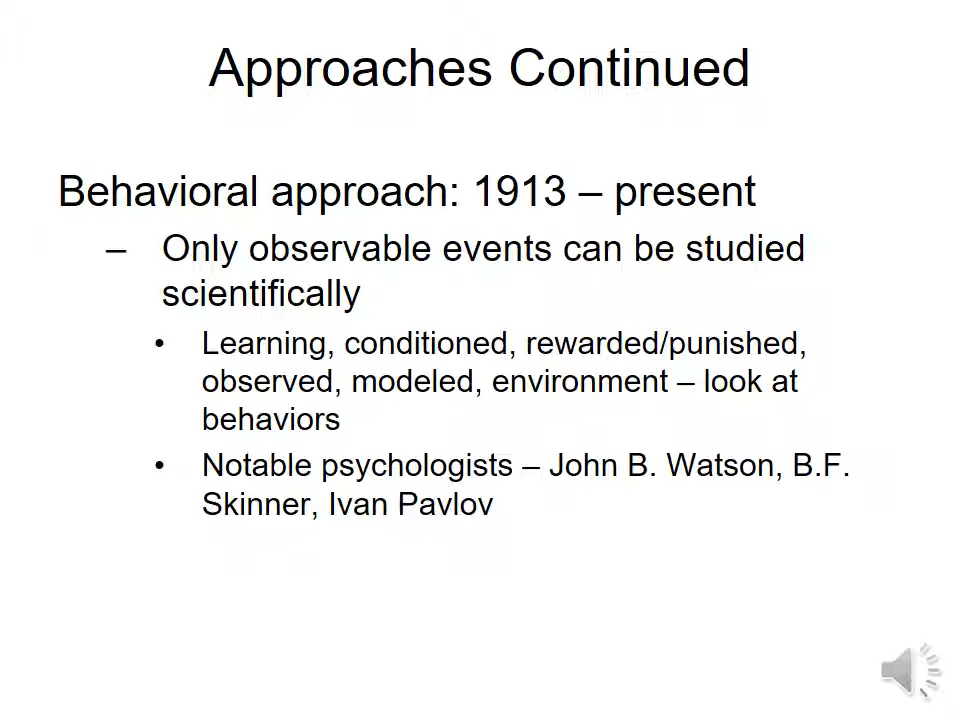 Approaches Continued
Behavioral approach: 1913 – present
– Only observable events can be studied
scientifically
• Learning, conditioned, rewarded/punished,
observed, modeled, environment – look at
behaviors
• Notable psychologists – John B. Watson, B.F.
Skinner, Ivan Pavlov